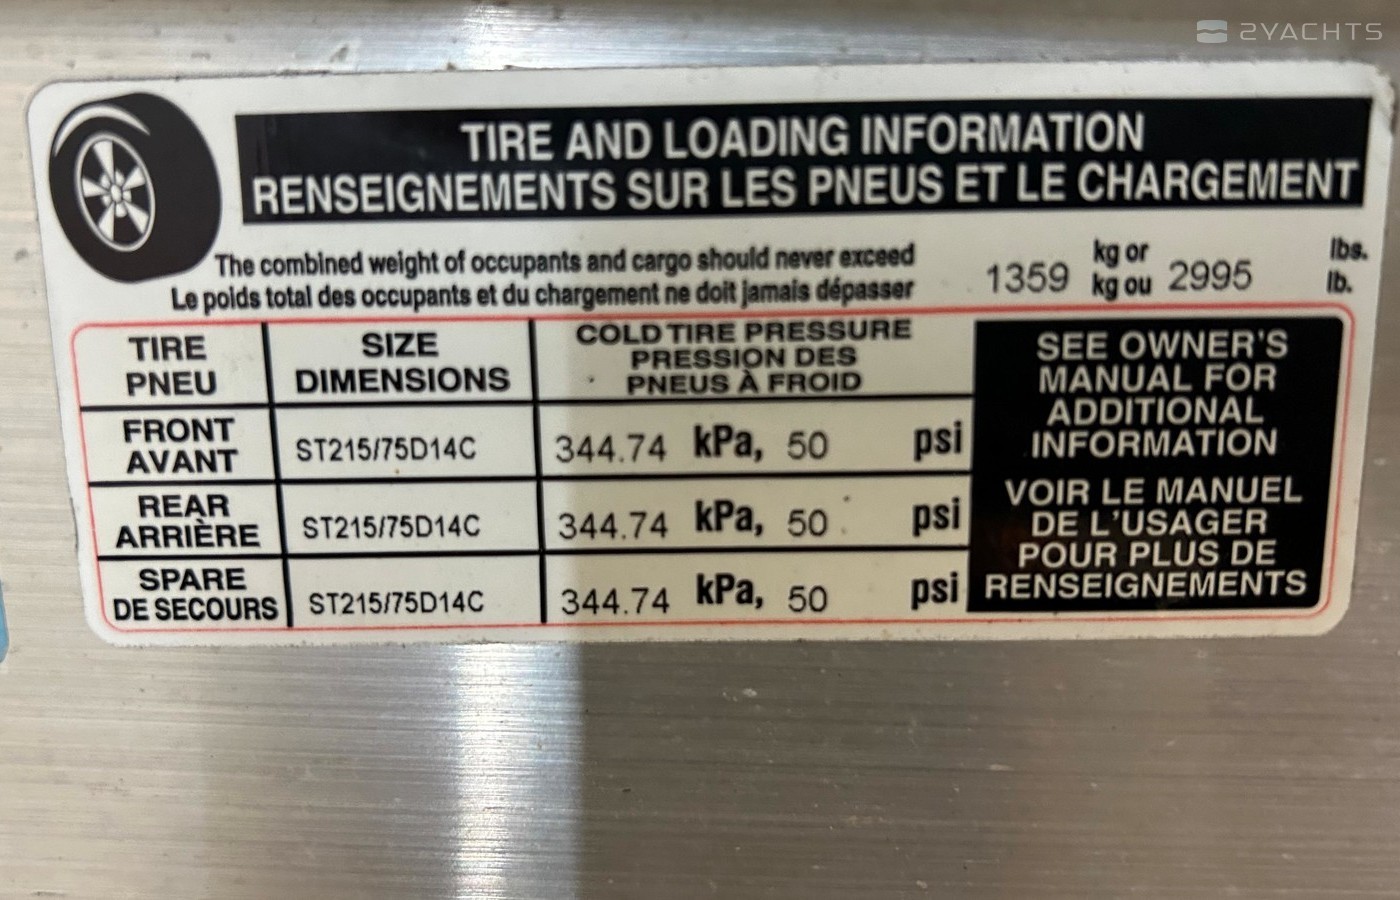 2YACHTS
TIRE AND LOADING INFORMATION
RENSEIGNEMENTS SUR LES PNEUS ET LE CHARGEMENT
The combined weight of occupants and cargo should never exceed 1359 kg or 2995 lbs.
Le poids total des occupants et du chargement ne doit jamais dépasser kg ou lb.
TIRE
PNEU
SIZE
DIMENSIONS
COLD TIRE PRESSURE
PRESSION DES
PNEUS À FROID
FRONT
AVANT
ST215/75D14C
344.74 kPa, 50 psi
REAR
ARRIÈRE
ST215/75D14C
344.74 kPa, 50 psi
SPARE
DE SECOURS
ST215/75D14C
344.74 kPa, 50 psi
SEE OWNER'S
MANUAL FOR
ADDITIONAL
INFORMATION
VOIR LE MANUEL
DE L'USAGER
POUR PLUS DE
RENSEIGNEMENTS